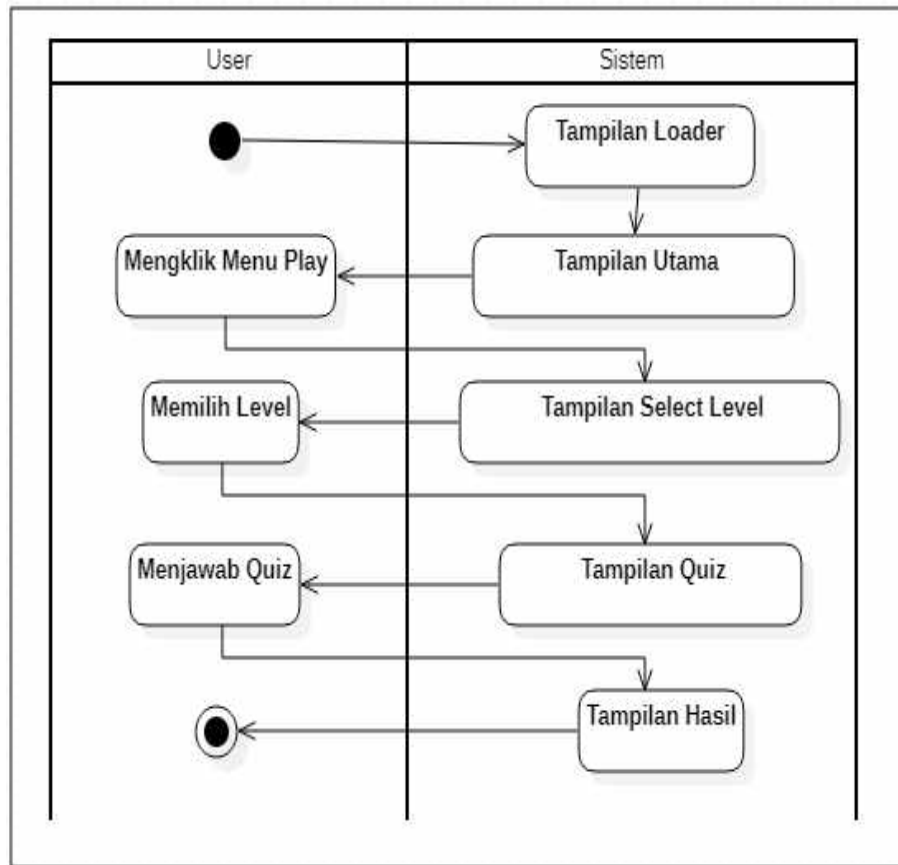 User
Sistem
Tampilan Loader
Mengklik Menu Play
Tampilan Utama
Memilih Level
Tampilan Select Level
Menjawab Quiz
Tampilan Quiz
Tampilan Hasil